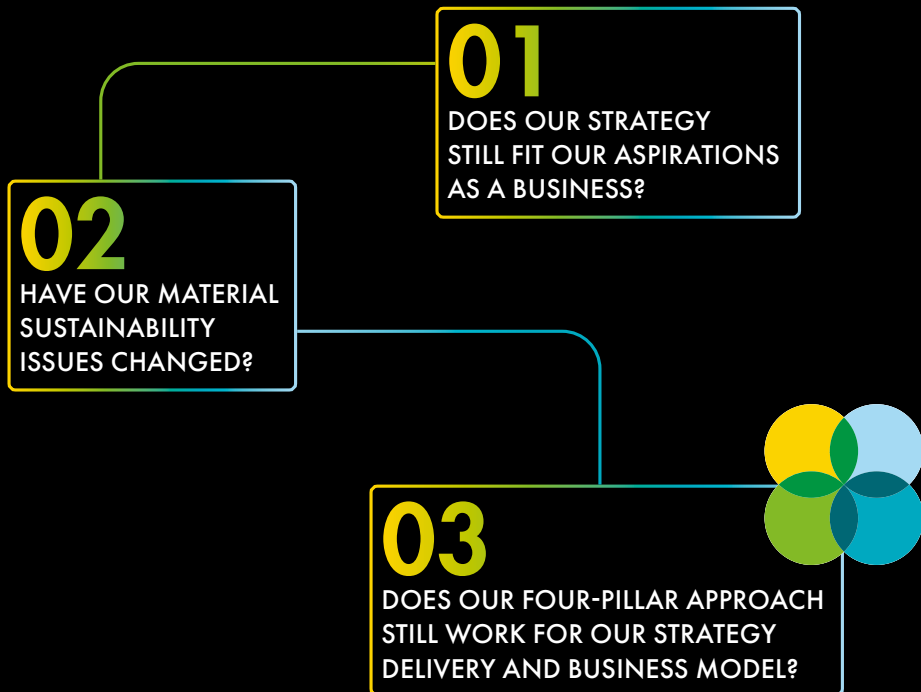 01
DOES OUR STRATEGY
STILL FIT OUR ASPIRATIONS
AS A BUSINESS?
02
HAVE OUR MATERIAL
SUSTAINABILITY
ISSUES CHANGED?
03
DOES OUR FOUR-PILLAR APPROACH
STILL WORK FOR OUR STRATEGY
DELIVERY AND BUSINESS MODEL?